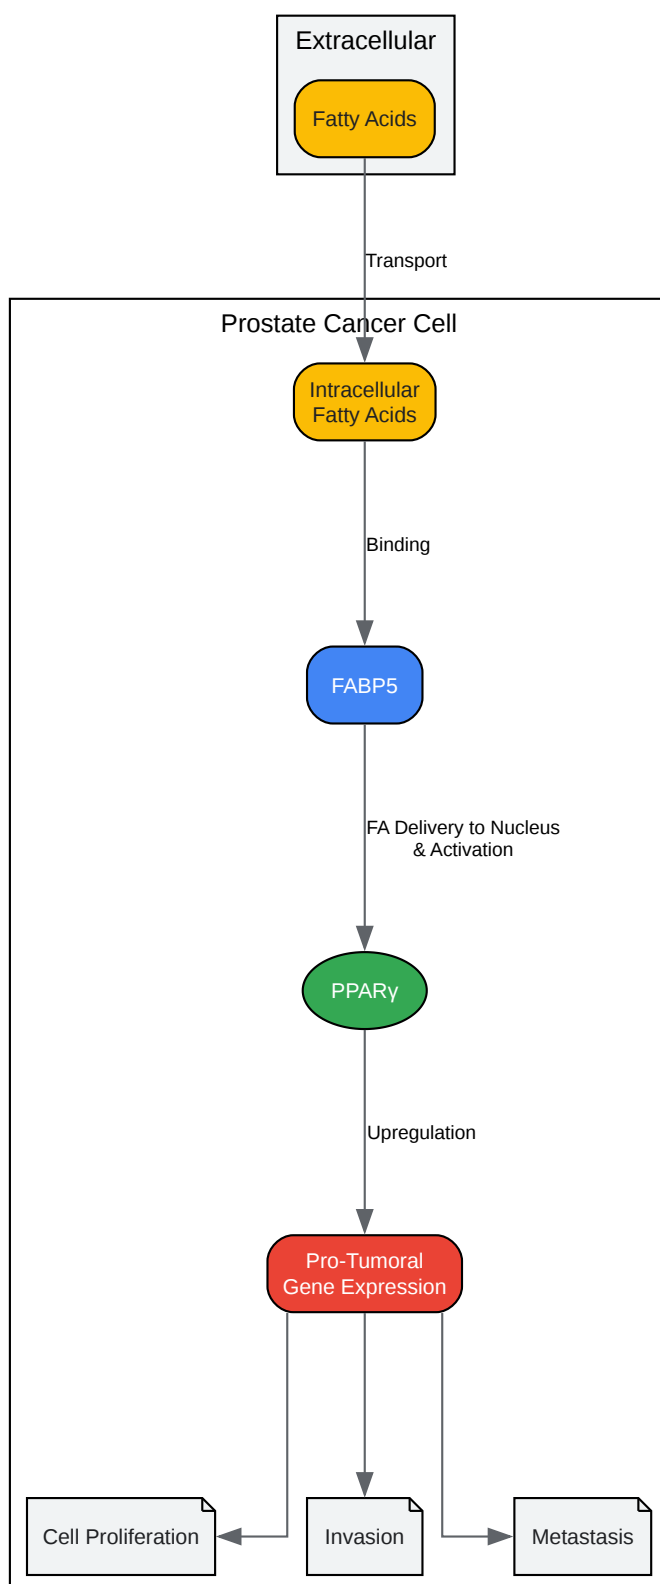 Extracellular
Fatty Acids
Transport
Prostate Cancer Cell
Intracellular
Fatty Acids
Binding
FABP5
FA Delivery to Nucleus
& Activation
PPARγ
Upregulation
Pro-Tumoral
Gene Expression
Cell Proliferation
Invasion
Metastasis